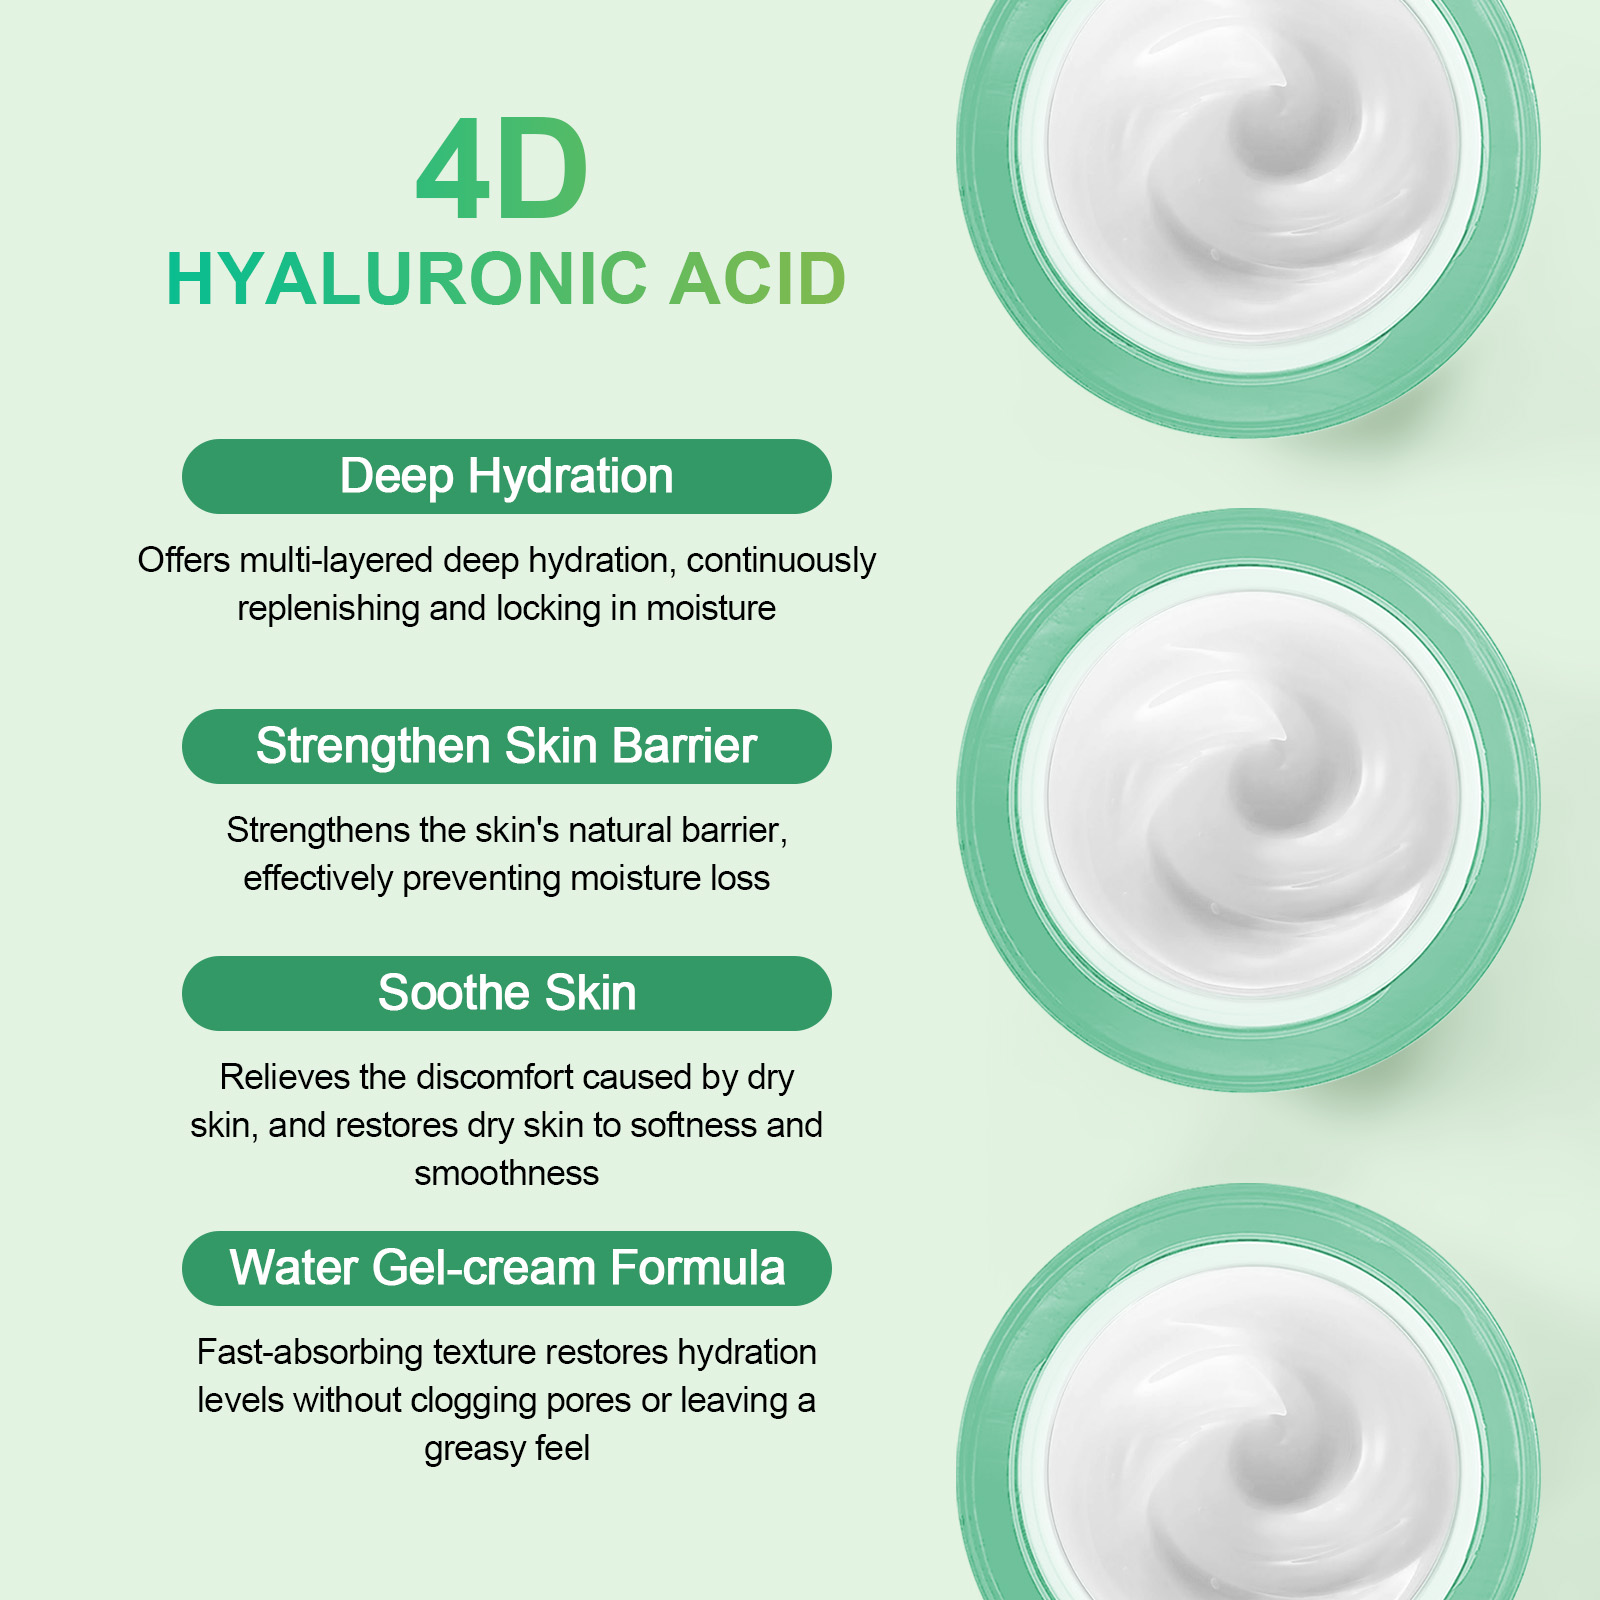 4D
HYALURONIC ACID
Deep Hydration
Offers multi-layered deep hydration, continuously
replenishing and locking in moisture
Strengthen Skin Barrier
Strengthens the skin's natural barrier,
effectively preventing moisture loss
Soothe Skin
Relieves the discomfort caused by dry
skin, and restores dry skin to softness and
smoothness
Water Gel-cream Formula
Fast-absorbing texture restores hydration
levels without clogging pores or leaving a
greasy feel